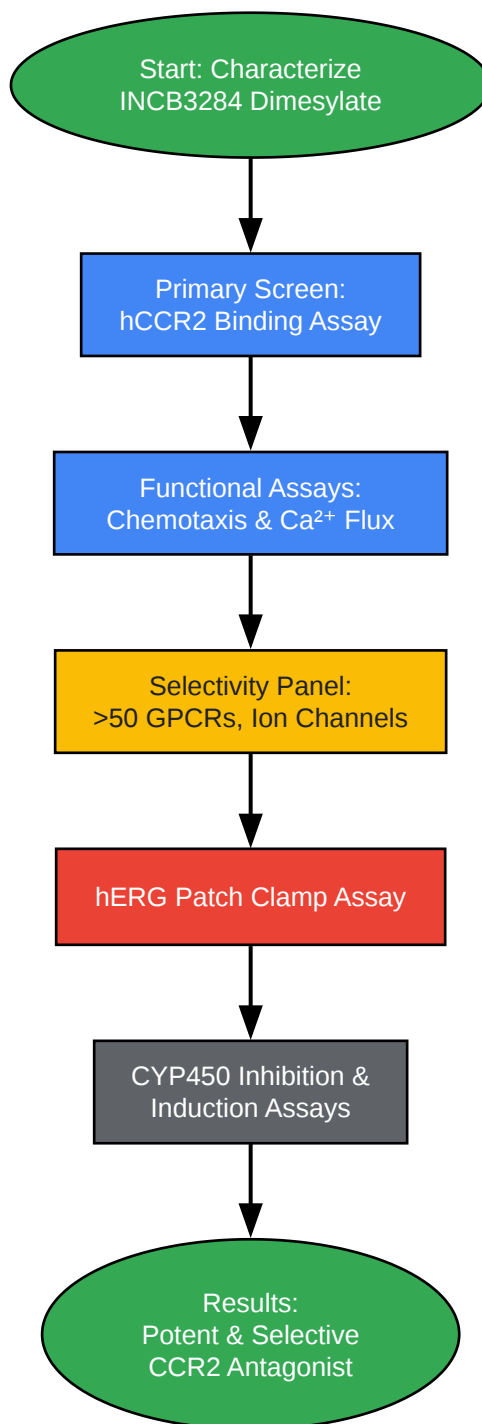 Start: Characterize
INCB3284 Dimesylate
Primary Screen:
hCCR2 Binding Assay
Functional Assays:
Chemotaxis & Ca²⁺ Flux
Selectivity Panel:
>50 GPCRs, Ion Channels
hERG Patch Clamp Assay
CYP450 Inhibition &
Induction Assays
Results:
Potent & Selective
CCR2 Antagonist